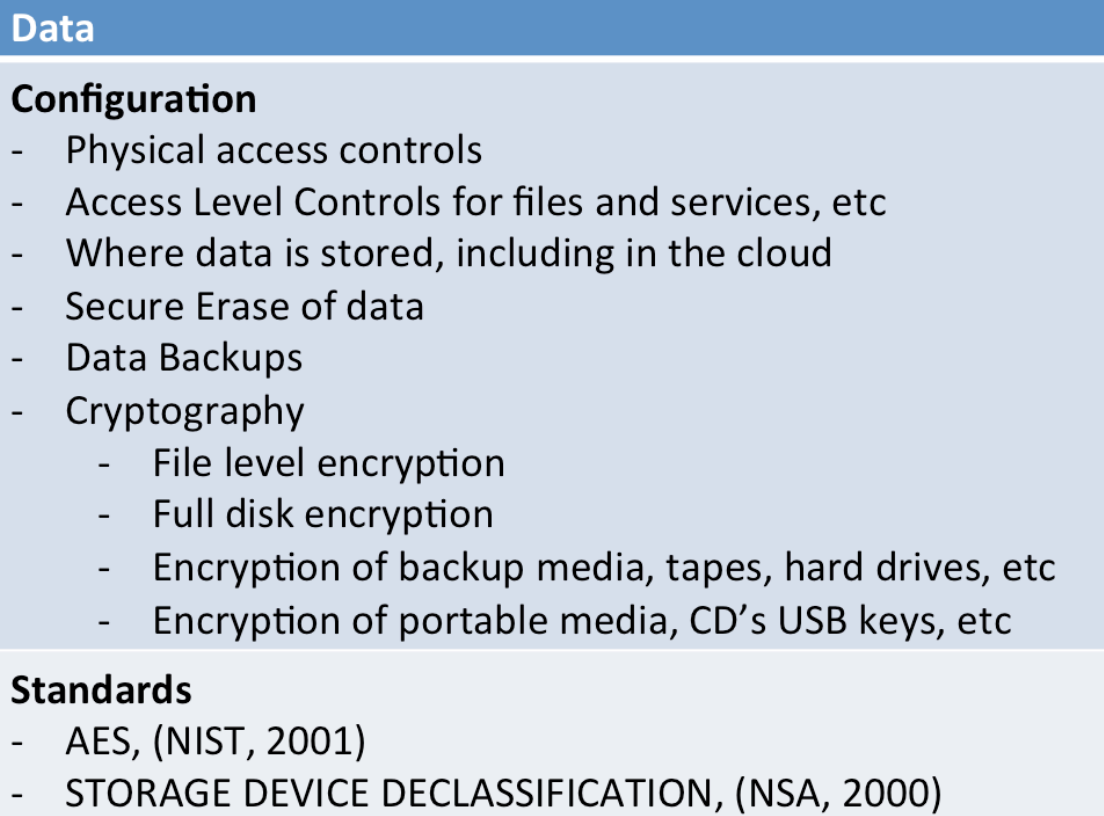 Data
Configuration
- Physical access controls
- Access Level Controls for files and services, etc
- Where data is stored, including in the cloud
- Secure Erase of data
- Data Backups
- Cryptography
- File level encryption
- Full disk encryption
- Encryption of backup media, tapes, hard drives, etc
- Encryption of portable media, CD’s USB keys, etc
Standards
- AES, (NIST, 2001)
- STORAGE DEVICE DECLASSIFICATION, (NSA, 2000)